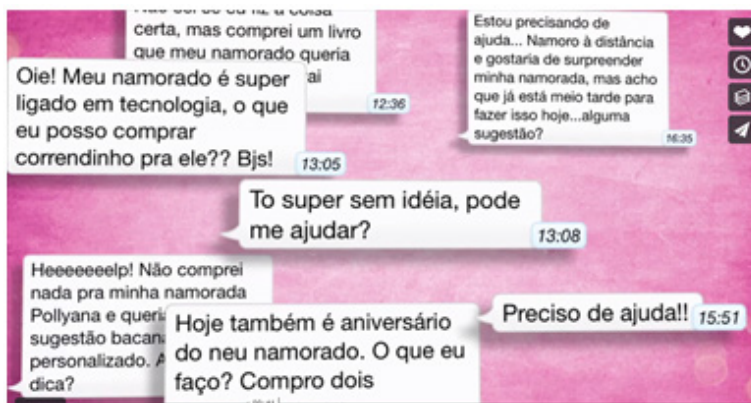 certa, mas comprei um livro
que meu namorado queria
12:36
Estou precisando de
ajuda... Namoro à distância
e gostaria de surpreender
minha namorada, mas acho
que já está meio tarde para
fazer isso hoje...alguma
sugestão?
16:35
Oie! Meu namorado é super
ligado em tecnologia, o que
eu posso comprar
correndinho pra ele?? Bjs!
13:05
To super sem idéia, pode
me ajudar?
13:08
Heeeeeeelp! Não comprei
nada pra minha namorada
Pollyana e
sugestão
personalizado.
dica?
Hoje também é aniversário
do neu namorado. O que eu
faço? Compro dois
Preciso de ajuda!!
15:51